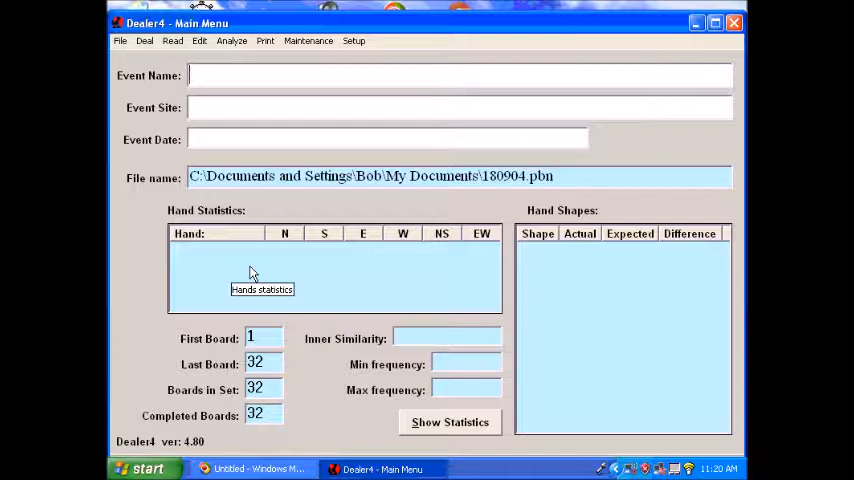 Dealer4 - Main Menu
File Deal Read Edit Analyze Print Maintenance Setup
Event Name:
Event Site:
Event Date:
File name: C:\Documents and Settings\Bob\My Documents\180904.pbn
Hand Statistics: Hand Shapes:
Hand: N S E W NS EW Shape Actual Expected Difference
Hands statistics
First Board: 1 Inner Similarity:
Last Board: 32 Min frequency:
Boards in Set: 32 Max frequency:
Completed Boards: 32 Show Statistics
Dealer4 ver: 4.80
start Untitled - Windows M... Dealer4 - Main Menu 11:20 AM